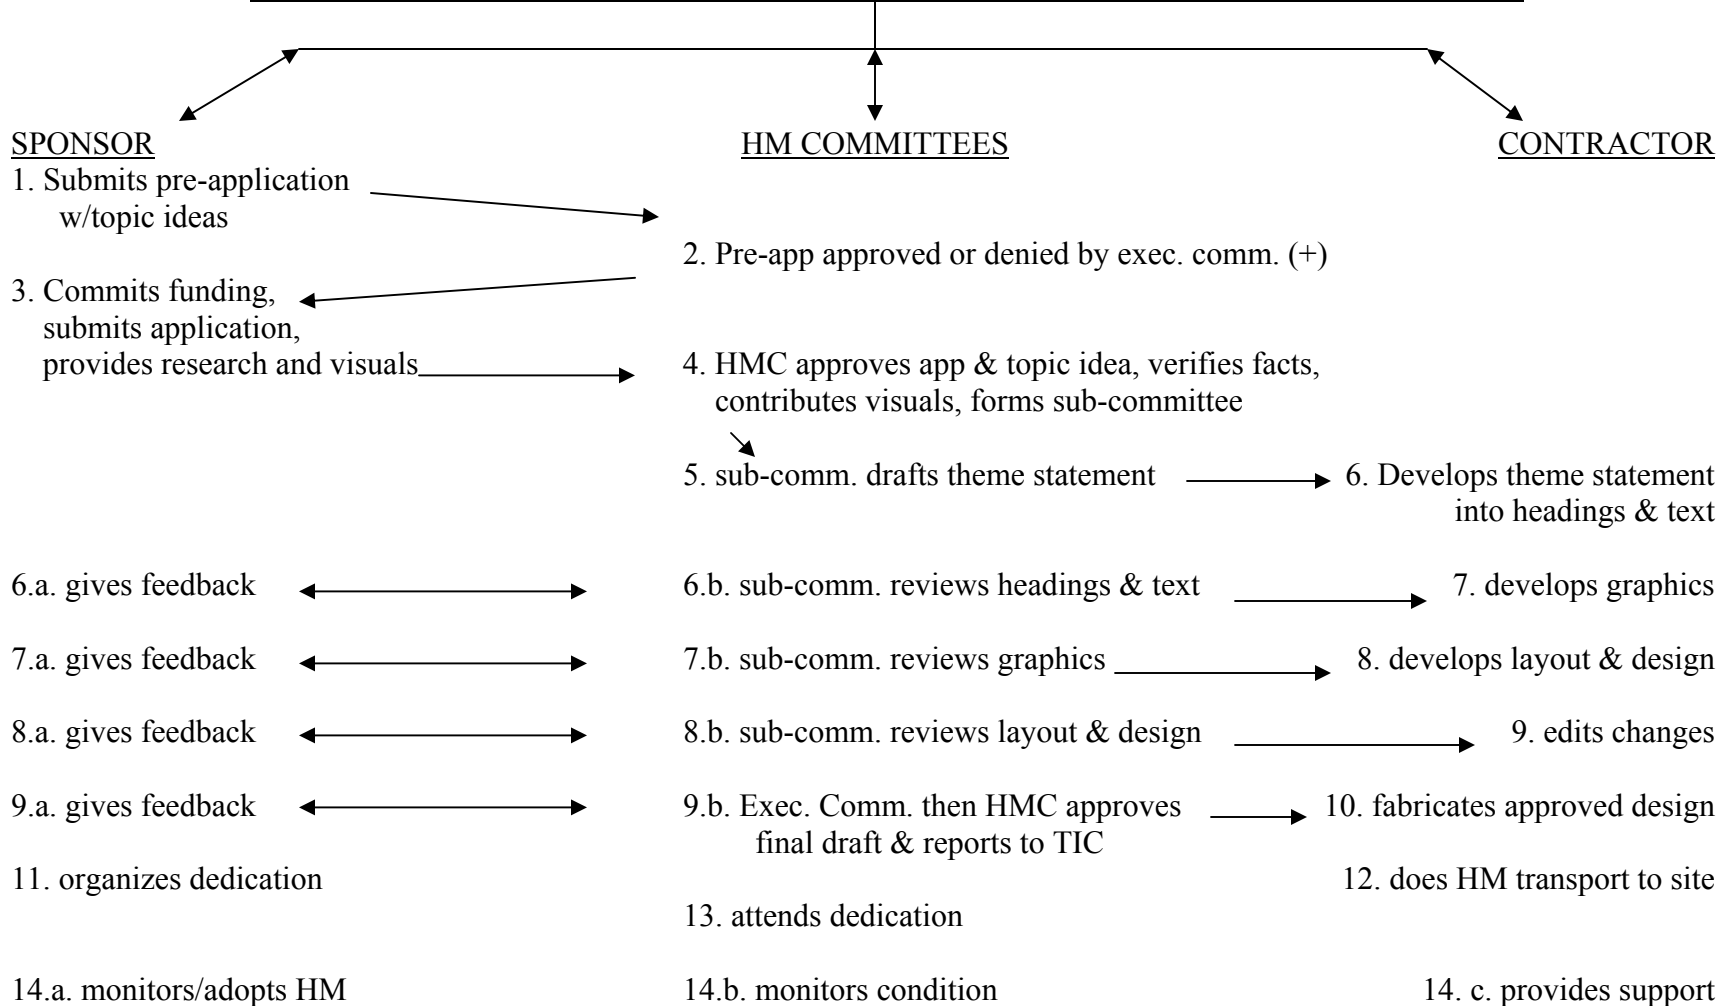 SPONSOR
HM COMMITTEES
CONTRACTOR
1. Submits pre-application
w/topic ideas
2. Pre-app approved or denied by exec. comm. (+)
3. Commits funding,
submits application,
provides research and visuals
4. HMC approves app & topic idea, verifies facts,
contributes visuals, forms sub-committee
5. sub-comm. drafts theme statement
6. Develops theme statement
into headings & text
6.a. gives feedback
6.b. sub-comm. reviews headings & text
7. develops graphics
7.a. gives feedback
7.b. sub-comm. reviews graphics
8. develops layout & design
8.a. gives feedback
8.b. sub-comm. reviews layout & design
9. edits changes
9.a. gives feedback
9.b. Exec. Comm. then HMC approves
final draft & reports to TIC
10. fabricates approved design
11. organizes dedication
12. does HM transport to site
13. attends dedication
14.a. monitors/adopts HM
14.b. monitors condition
14. c. provides support